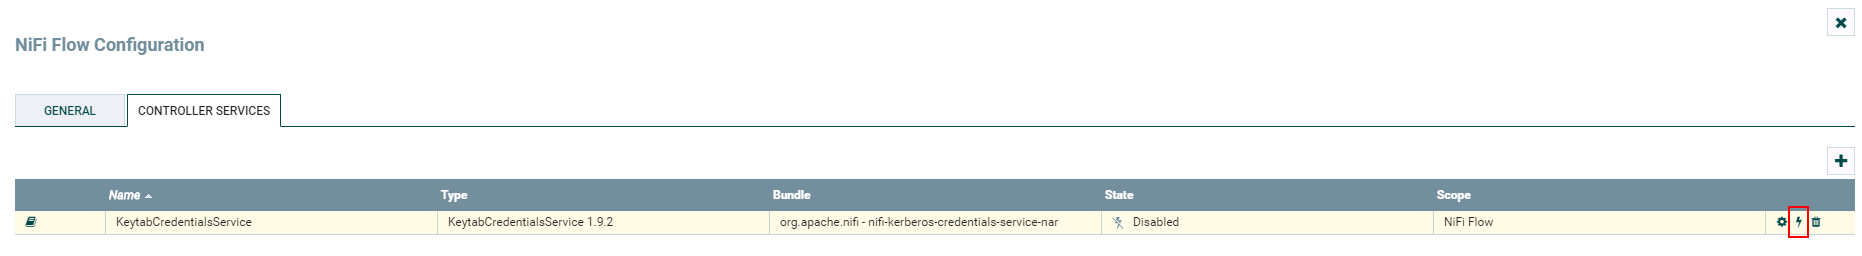 NiFi Flow Configuration
GENERAL CONTROLLER SERVICES
Name Type Bundle State Scope
KeytabCredentialsService KeytabCredentialsService 1.9.2 org.apache.nifi - nifi-kerberos-credentials-service-nar Disabled NiFi Flow